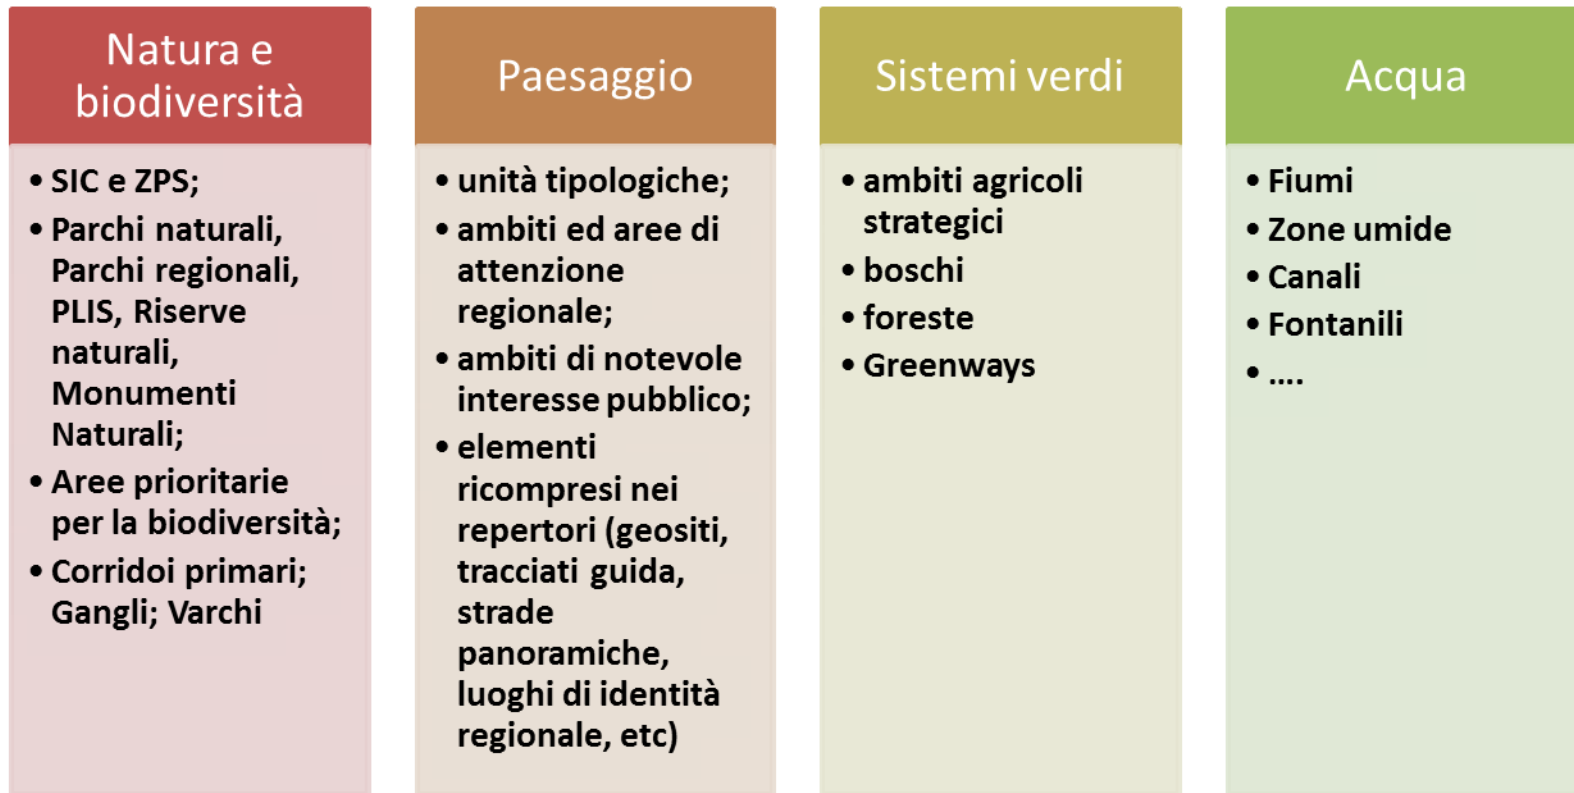 Natura e
biodiversità
• SIC e ZPS;
• Parchi naturali,
Parchi regionali,
PLIS, Riserve
naturali,
Monumenti
Naturali;
• Aree prioritarie
per la biodiversità;
• Corridoi primari;
Gangli; Varchi
Paesaggio
• unità tipologiche;
• ambiti ed aree di
attenzione
regionale;
• ambiti di notevole
interesse pubblico;
• elementi
ricompresi nei
repertori (geositi,
tracciati guida,
strade
panoramiche,
luoghi di identità
regionale, etc)
Sistemi verdi
• ambiti agricoli
strategici
• boschi
• foreste
• Greenways
Acqua
• Fiumi
• Zone umide
• Canali
• Fontanili
• ....